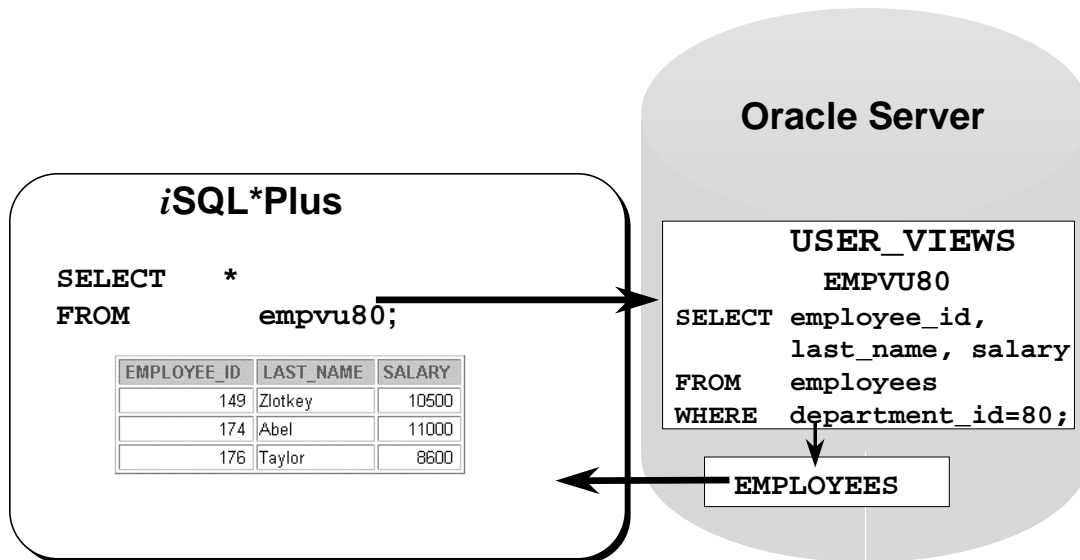 Oracle Server
iSQL*Plus
SELECT *
FROM empvu80;
EMPLOYEE_ID LAST_NAME SALARY
149 Zlotkey 10500
174 Abel 11000
176 Taylor 8600
USER_VIEWS
EMPVU80
SELECT employee_id,
last_name, salary
FROM employees
WHERE department_id=80;
EMPLOYEES